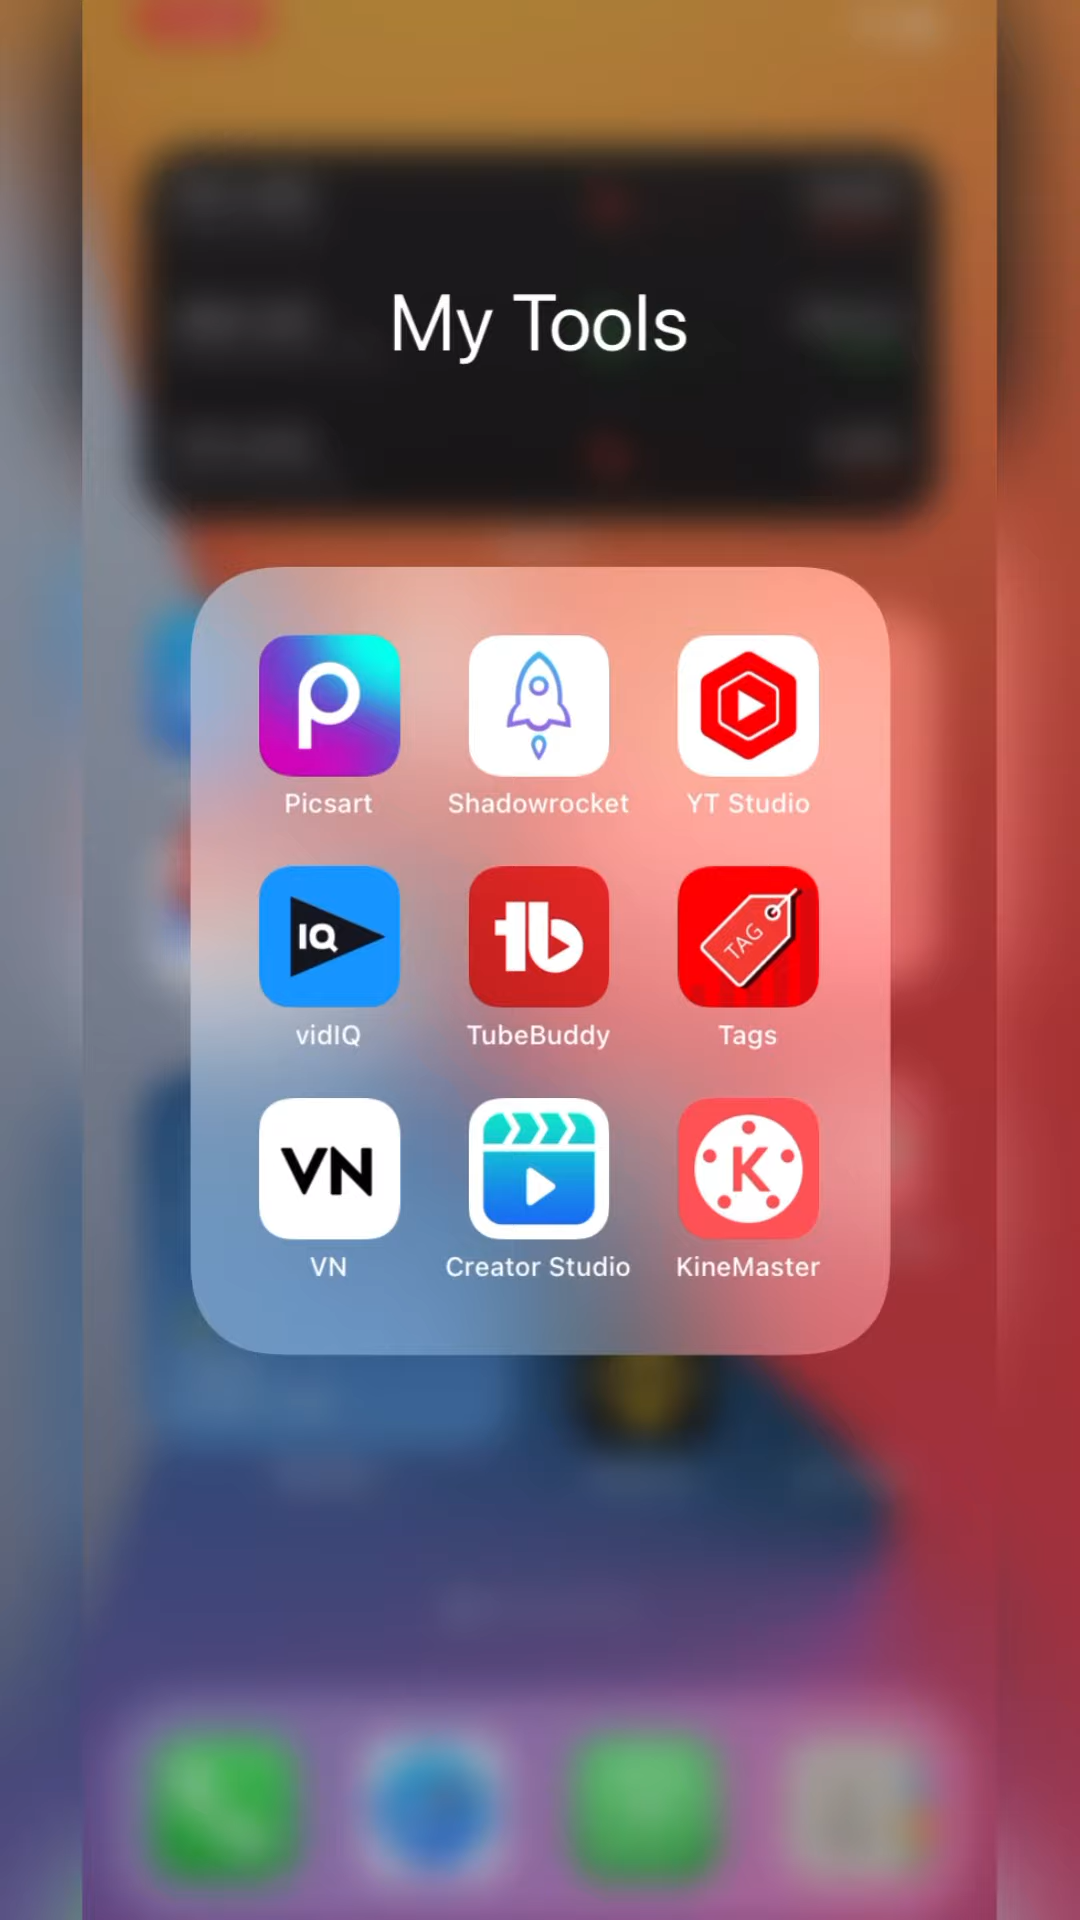 My Tools
Picsart
Shadowrocket
YT Studio
IQ
TAG
vidIQ
TubeBuddy
Tags
VN
K
VN
Creator Studio
KineMaster